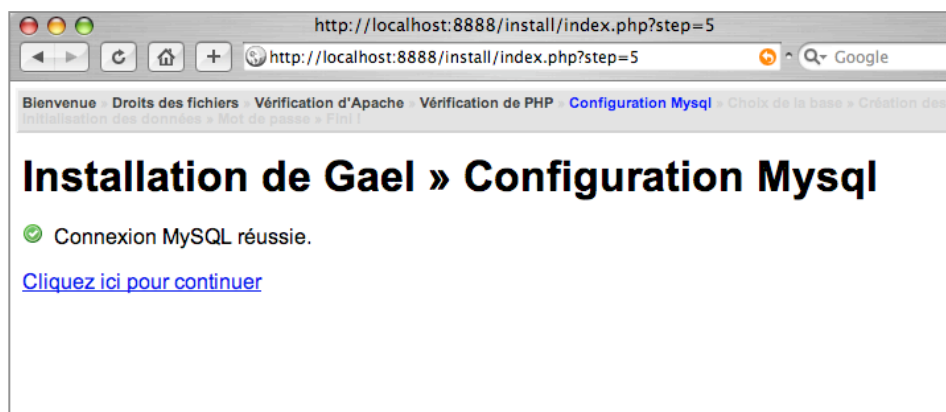 http://localhost:8888/install/index.php?step=5
http://localhost:8888/install/index.php?step=5 Google
Bienvenue » Droits des fichiers » Vérification d'Apache » Vérification de PHP » Configuration Mysql » Choix de la base » Création des
initialisation des données » Mot de passe » Fini !
Installation de Gael » Configuration Mysql
Connexion MySQL réussie.
Cliquez ici pour continuer